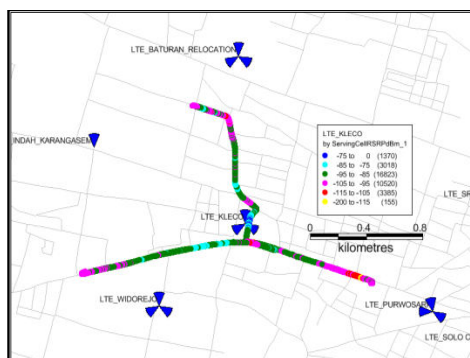 LTE_BATURAN_RELOCATION
INDAH_KARANGASEM
LTE_KLECO
by ServingCellRSRPdBm_1
-75 to 0 (1370)
-85 to -75 (3018)
-95 to -85 (16823)
-105 to -95 (10520)
-115 to -105 (3385)
-200 to -115 (155)
LTE_SR
LTE_KLECO
0 0.4 0.8
kilometres
LTE_WIDOREJO
LTE_PURWOSARI
LTE_SOLO C